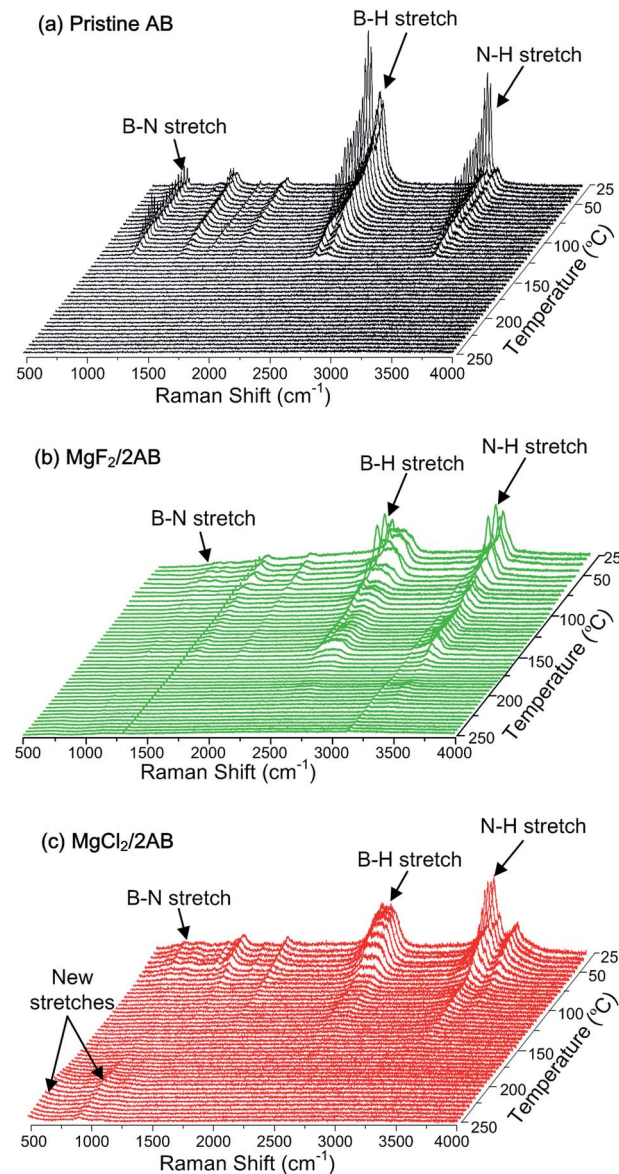 (a) Pristine AB
B-H stretch
N-H stretch
B-N stretch
25
50
100
150
200
250
Temperature (ºC)
500 1000 1500 2000 2500 3000 3500 4000
Raman Shift (cm⁻¹)
(b) MgF₂/2AB
N-H stretch
B-H stretch
B-N stretch
25
50
100
150
200
250
Temperature (ºC)
500 1000 1500 2000 2500 3000 3500 4000
Raman Shift (cm⁻¹)
(c) MgCl₂/2AB
N-H stretch
B-H stretch
B-N stretch
New
stretches
25
50
100
150
200
250
Temperature (ºC)
500 1000 1500 2000 2500 3000 3500 4000
Raman Shift (cm⁻¹)